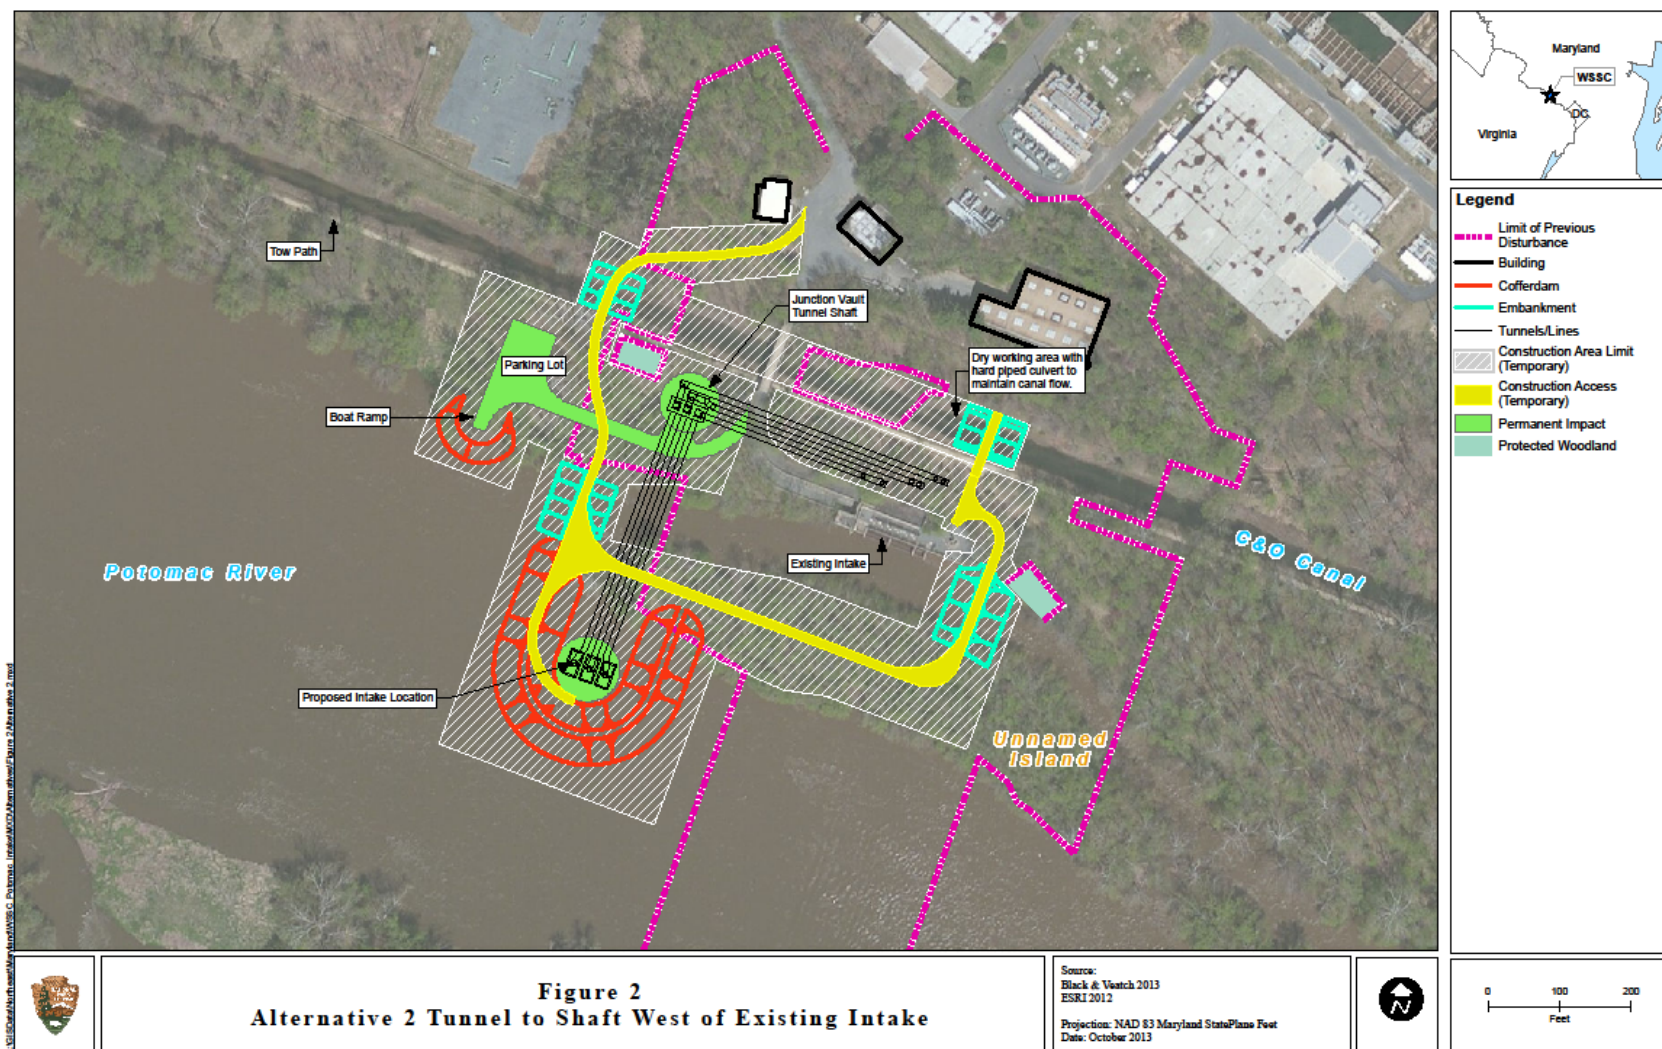 Maryland
WSSC
DC
Virginia
Legend
Limit of Previous
Disturbance
Building
Cofferdam
Embankment
Tunnels/Lines
Construction Area Limit
(Temporary)
Construction Access
(Temporary)
Permanent Impact
Protected Woodland
Tow Path
Junction Vault
Tunnel Shaft
Parking Lot
Dry working area with
hard piped culvert to
maintain canal flow.
Boat Ramp
C&O Canal
Existing Intake
Potomac River
Proposed Intake Location
Unnamed
Island
Figure 2
Alternative 2 Tunnel to Shaft West of Existing Intake
Source:
Black & Veatch 2013
ESRI 2012
Projection: NAD 83 Maryland StatePlane Feet
Date: October 2013
N
0 100 200
Feet